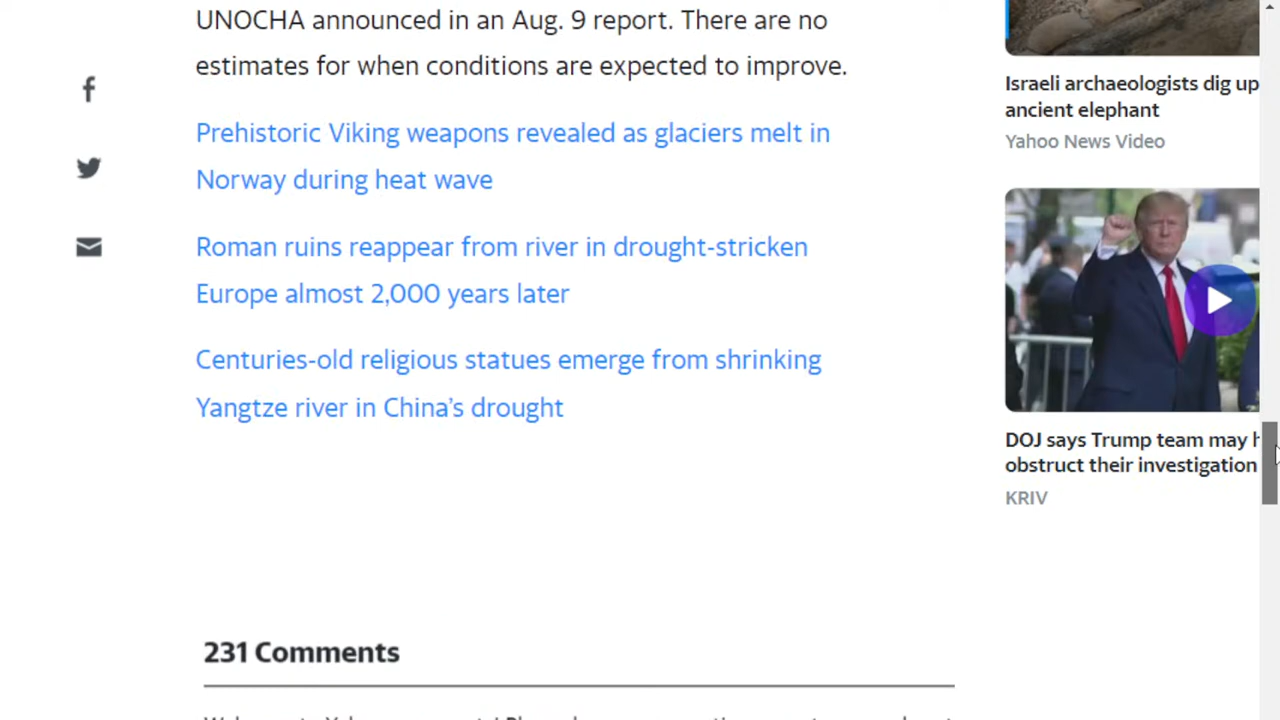 UNOCHA announced in an Aug. 9 report. There are no
estimates for when conditions are expected to improve.
Prehistoric Viking weapons revealed as glaciers melt in
Norway during heat wave
Roman ruins reappear from river in drought-stricken
Europe almost 2,000 years later
Centuries-old religious statues emerge from shrinking
Yangtze river in China's drought
231 Comments
Israeli archaeologists dig up
ancient elephant
Yahoo News Video
DOJ says Trump team may
obstruct their investigation
KRIV